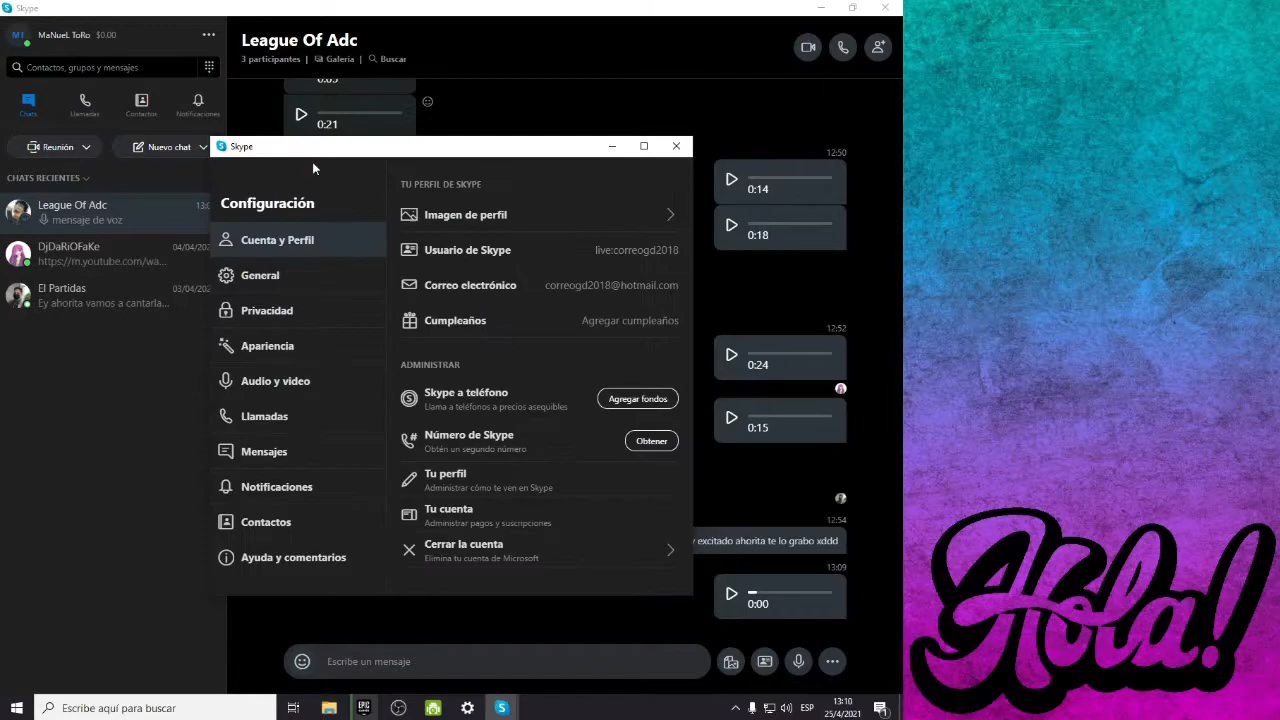 Skype
MT
MaNueL ToRo $0.00
Contactos, grupos y mensajes
Chats
Llamadas
Contactos
Notificaciones
Reunión
Nuevo chat
CHATS RECIENTES
League Of Adc
mensaje de voz
DjDaRiOFaKe
04/04/202
https://m.youtube.com/wa...
El Partidas
03/04/202
Ey ahorita vamos a cantarla...
League Of Adc
3 participantes | Galería | Buscar
0:21
12:50
0:14
0:18
12:52
0:24
0:15
12:54
excitado ahorita te lo grabo xddd
13:09
0:00
Escribe un mensaje
Skype
Configuración
Cuenta y Perfil
General
Privacidad
Apariencia
Audio y video
Llamadas
Mensajes
Notificaciones
Contactos
Ayuda y comentarios
TU PERFIL DE SKYPE
Imagen de perfil
Usuario de Skype live:correogd2018
Correo electrónico correogd2018@hotmail.com
Cumpleaños Agregar cumpleaños
ADMINISTRAR
Skype a teléfono
Llama a teléfonos a precios asequibles
Agregar fondos
Número de Skype
Obtén un segundo número
Obtener
Tu perfil
Administrar cómo te ven en Skype
Tu cuenta
Administrar pagos y suscripciones
Cerrar la cuenta
Elimina tu cuenta de Microsoft
Hola!
Escribe aquí para buscar
EPIC
ESP
13:10
25/4/2021
1